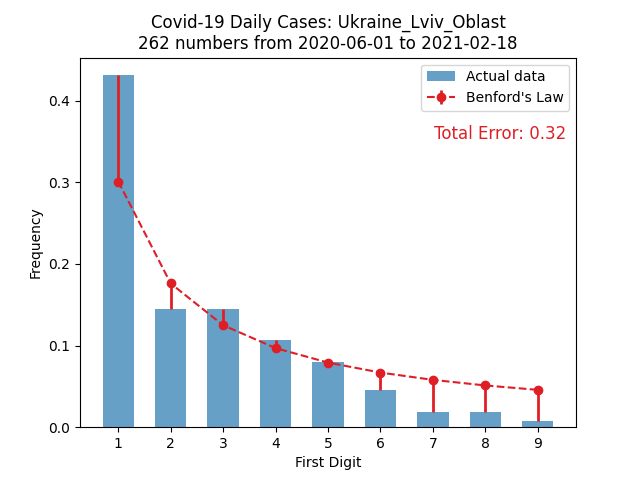 Covid-19 Daily Cases: Ukraine_Lviv_Oblast
262 numbers from 2020-06-01 to 2021-02-18
Actual data
Benford's Law
Total Error: 0.32
0.4
0.3
0.2
0.1
0.0
Frequency
1 2 3 4 5 6 7 8 9
First Digit